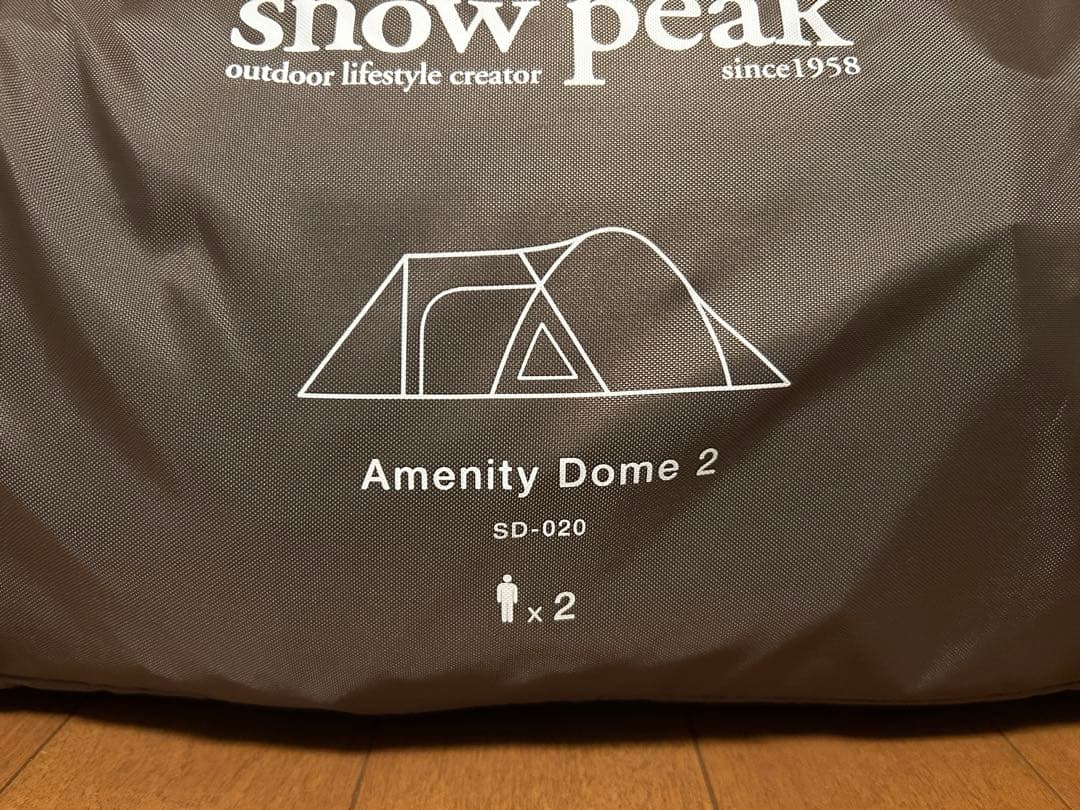 snow peak
outdoor lifestyle creator since1958
Amenity Dome 2
SD-020
x 2